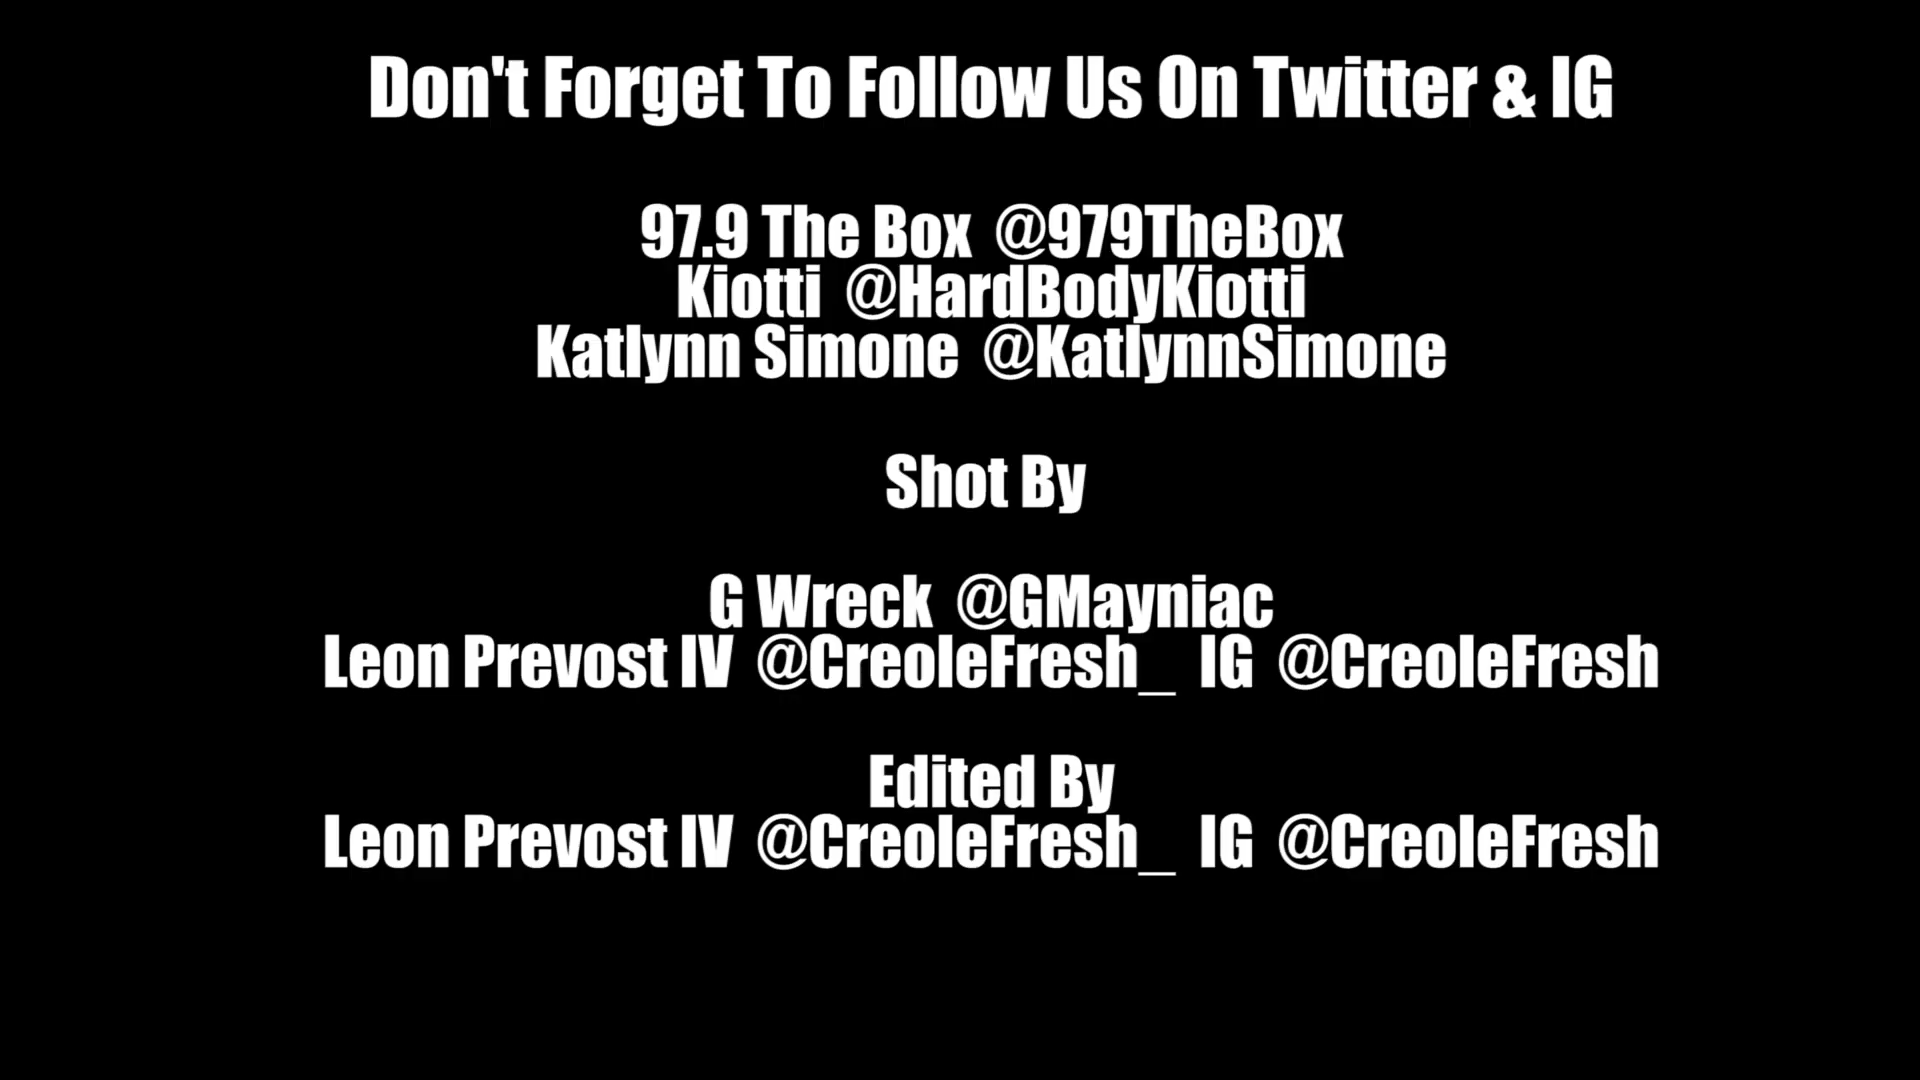 Don't Forget To Follow Us On Twitter & IG
97.9 The Box @979TheBox
Kiotti @HardBodyKiotti
Katlynn Simone @KatlynnSimone
Shot By
G Wreck @GMayniac
Leon Prevost IV @CreoleFresh_ IG @CreoleFresh
Edited By
Leon Prevost IV @CreoleFresh_ IG @CreoleFresh